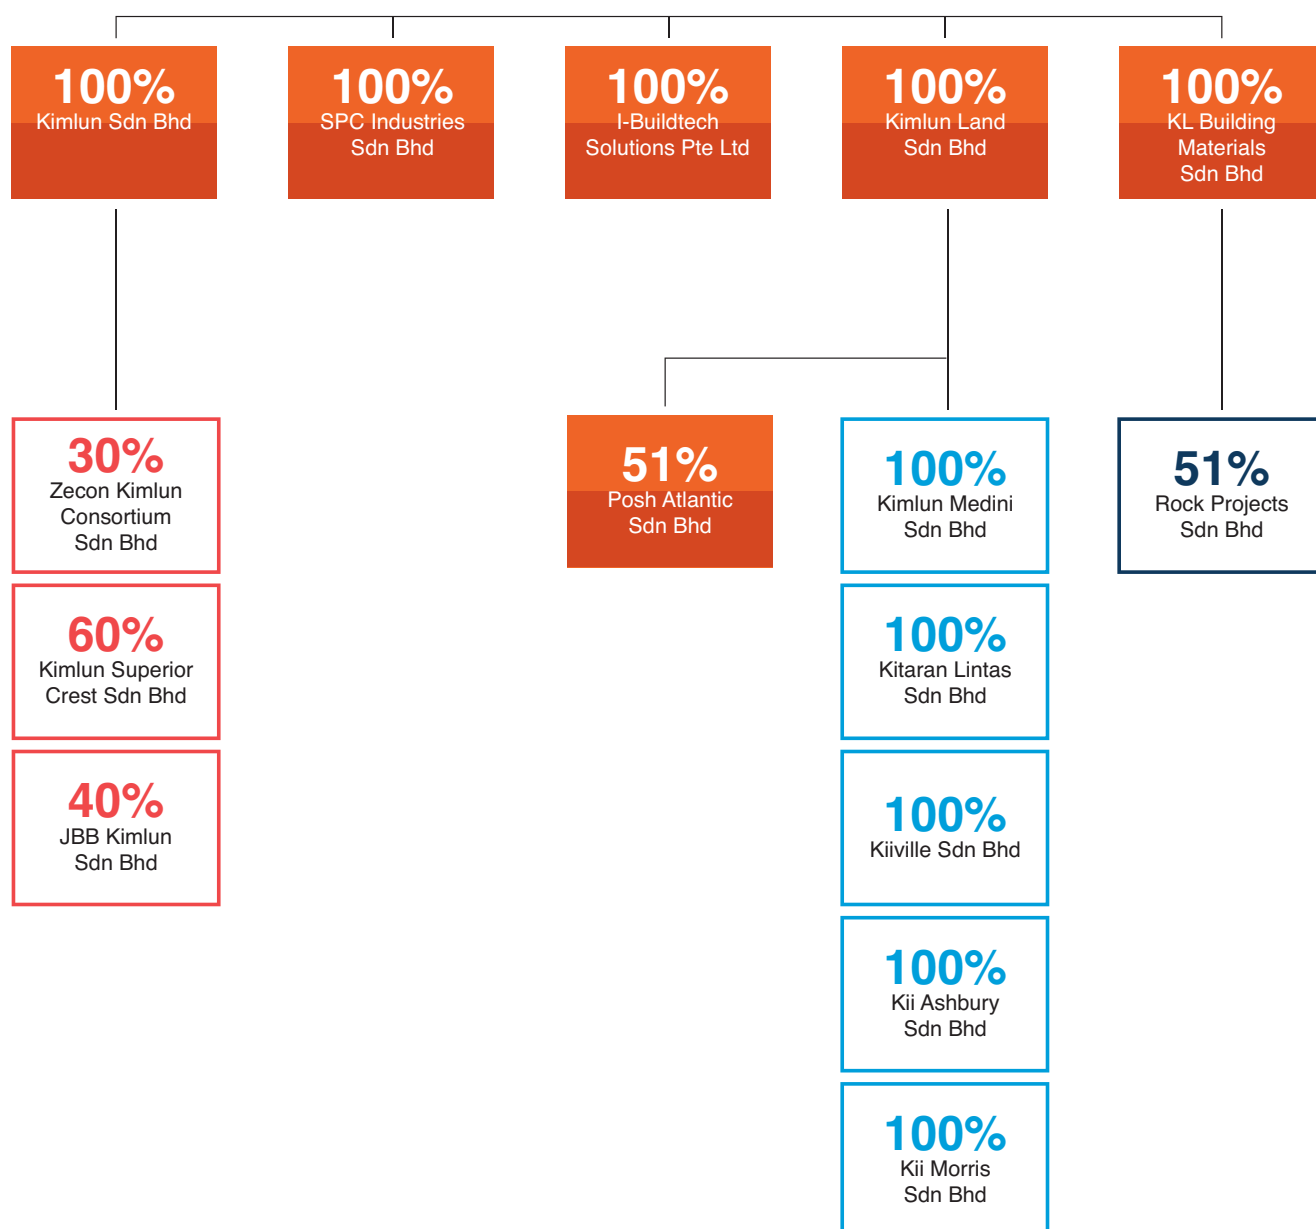 100%
Kimlun Sdn Bhd
100%
SPC Industries
Sdn Bhd
100%
I-Buildtech
Solutions Pte Ltd
100%
Kimlun Land
Sdn Bhd
100%
KL Building
Materials
Sdn Bhd
30%
Zecon Kimlun
Consortium
Sdn Bhd
60%
Kimlun Superior
Crest Sdn Bhd
40%
JBB Kimlun
Sdn Bhd
51%
Posh Atlantic
Sdn Bhd
100%
Kimlun Medini
Sdn Bhd
100%
Kitaran Lintas
Sdn Bhd
100%
Kiiville Sdn Bhd
100%
Kii Ashbury
Sdn Bhd
100%
Kii Morris
Sdn Bhd
51%
Rock Projects
Sdn Bhd